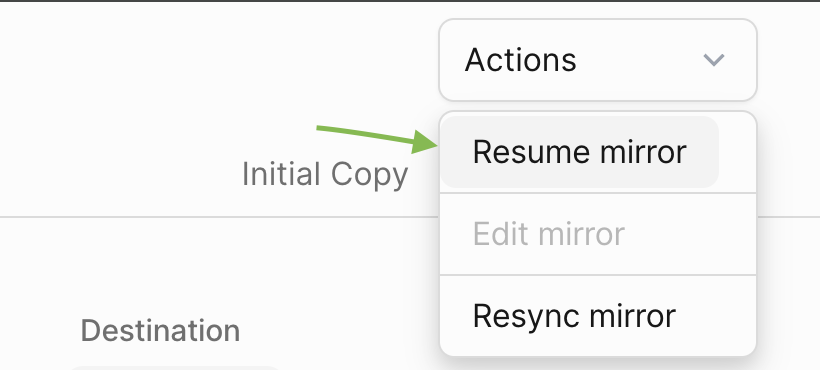 Actions
Resume mirror
Initial Copy
Edit mirror
Resync mirror
Destination